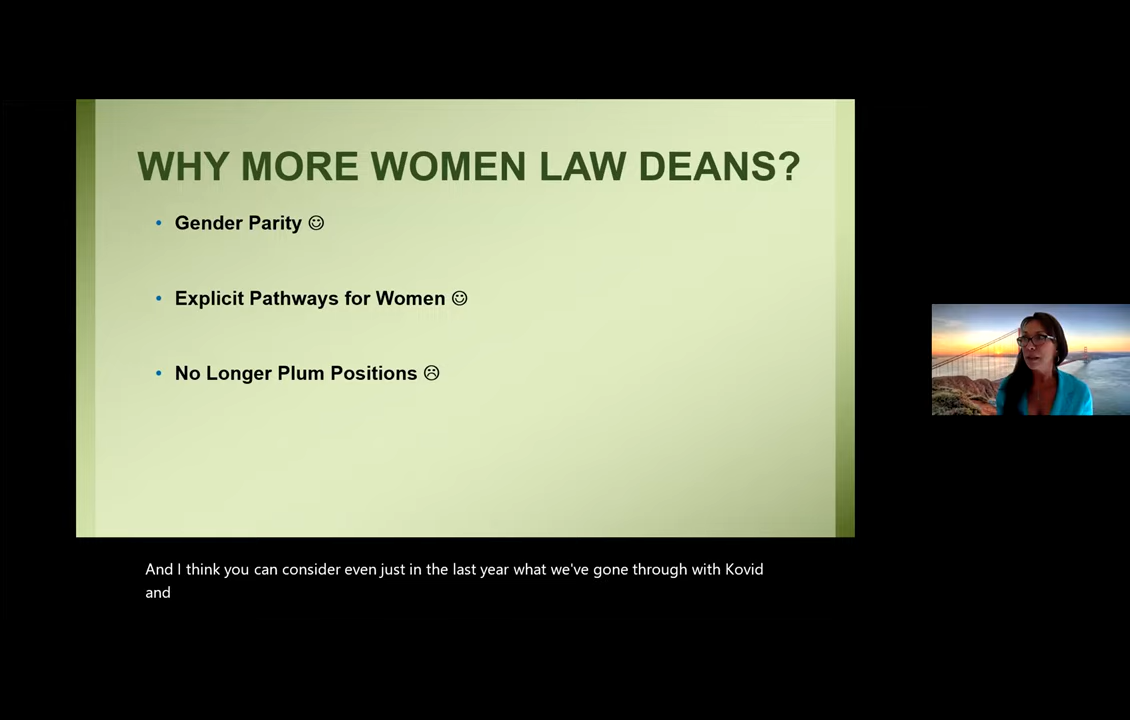 WHY MORE WOMEN LAW DEANS?
• Gender Parity ☺
• Explicit Pathways for Women ☺
• No Longer Plum Positions ☹
And I think you can consider even just in the last year what we've gone through with Kovid
and